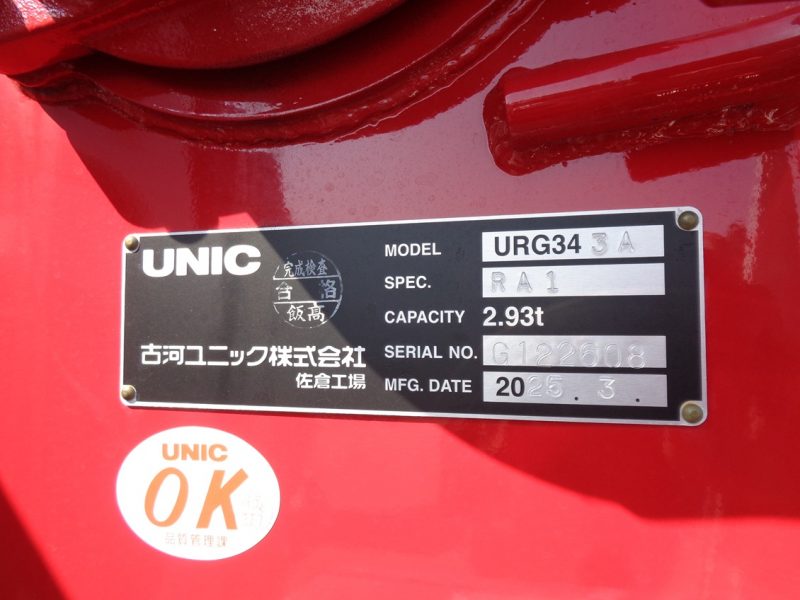 UNIC
完成検査
合格
飯高
古河ユニック株式会社
佐倉工場
MODEL URG34 3A
SPEC. RA1
CAPACITY 2.93t
SERIAL NO. G122608
MFG. DATE 2025.3.
UNIC
OK
品質管理課